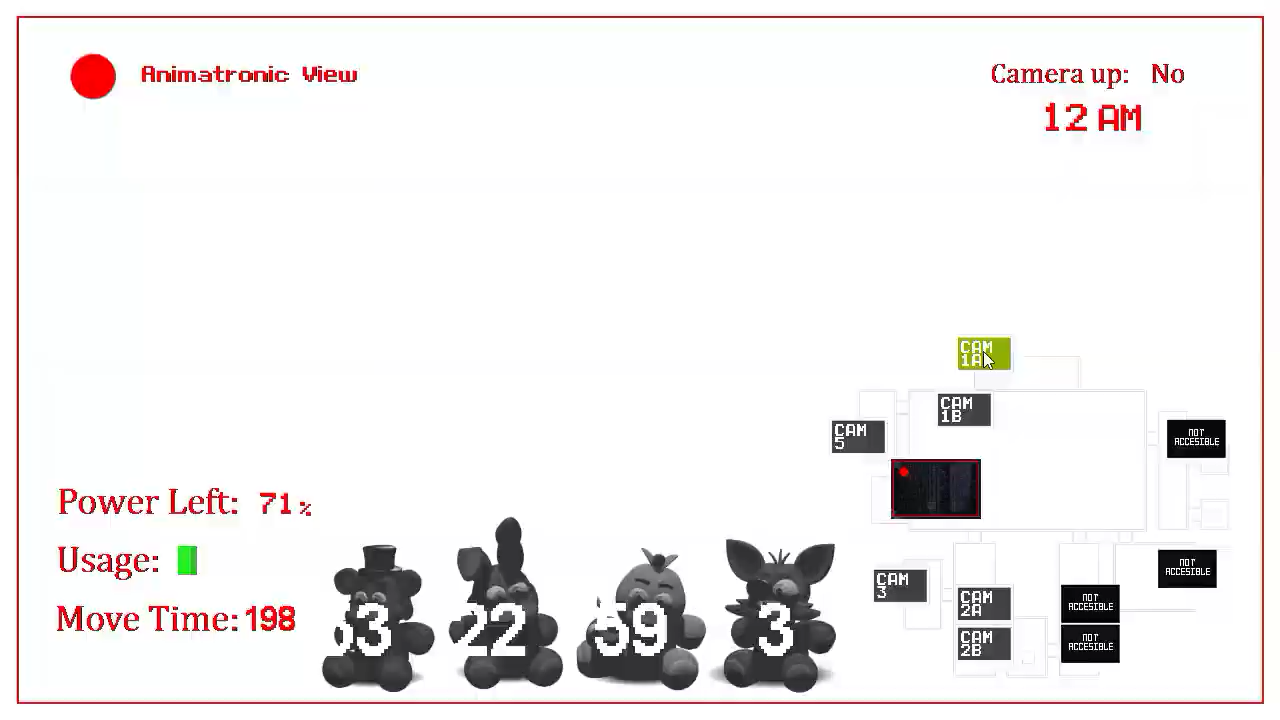 Animatronic View
Camera up: No
12 AM
CAM
1A
CAM
1B
CAM
5
NOT
ACCESIBLE
Power Left: 71%
Usage:
NOT
ACCESIBLE
CAM
3
CAM
2A
NOT
ACCESIBLE
Move Time: 198
22
59
3
CAM
2B
NOT
ACCESIBLE